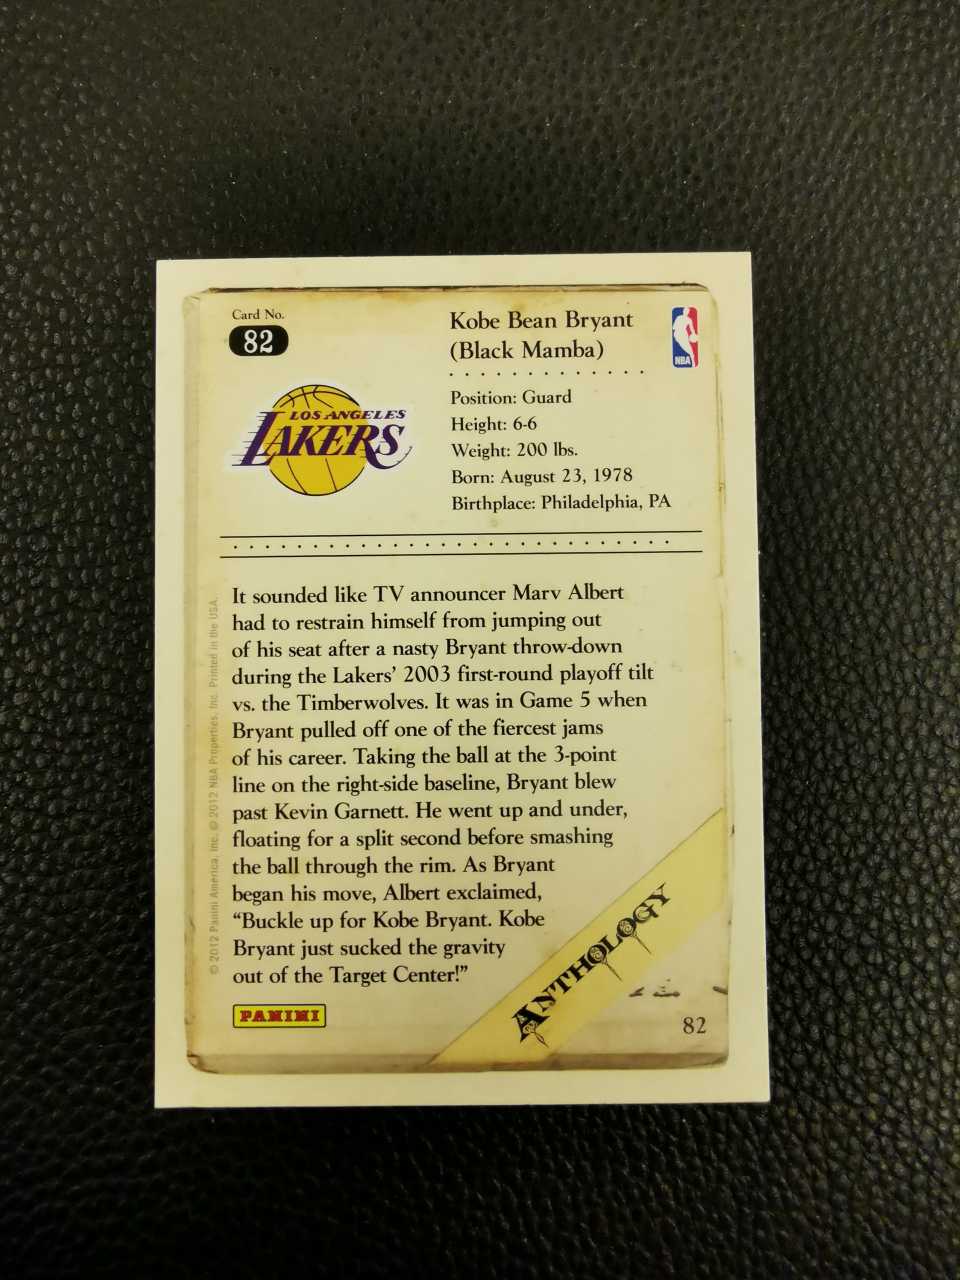 Card No.
82
LOS ANGELES
LAKERS
Kobe Bean Bryant
(Black Mamba)
NBA
Position: Guard
Height: 6-6
Weight: 200 lbs.
Born: August 23, 1978
Birthplace: Philadelphia, PA
It sounded like TV announcer Marv Albert
had to restrain himself from jumping out
of his seat after a nasty Bryant throw-down
during the Lakers' 2003 first-round playoff tilt
vs. the Timberwolves. It was in Game 5 when
Bryant pulled off one of the fiercest jams
of his career. Taking the ball at the 3-point
line on the right-side baseline, Bryant blew
past Kevin Garnett. He went up and under,
floating for a split second before smashing
the ball through the rim. As Bryant
began his move, Albert exclaimed,
“Buckle up for Kobe Bryant. Kobe
Bryant just sucked the gravity
out of the Target Center!”
© 2012 Panini America, Inc. © 2012 NBA Properties, Inc. Printed in the USA.
PANINI
ANTHOLOGY
82